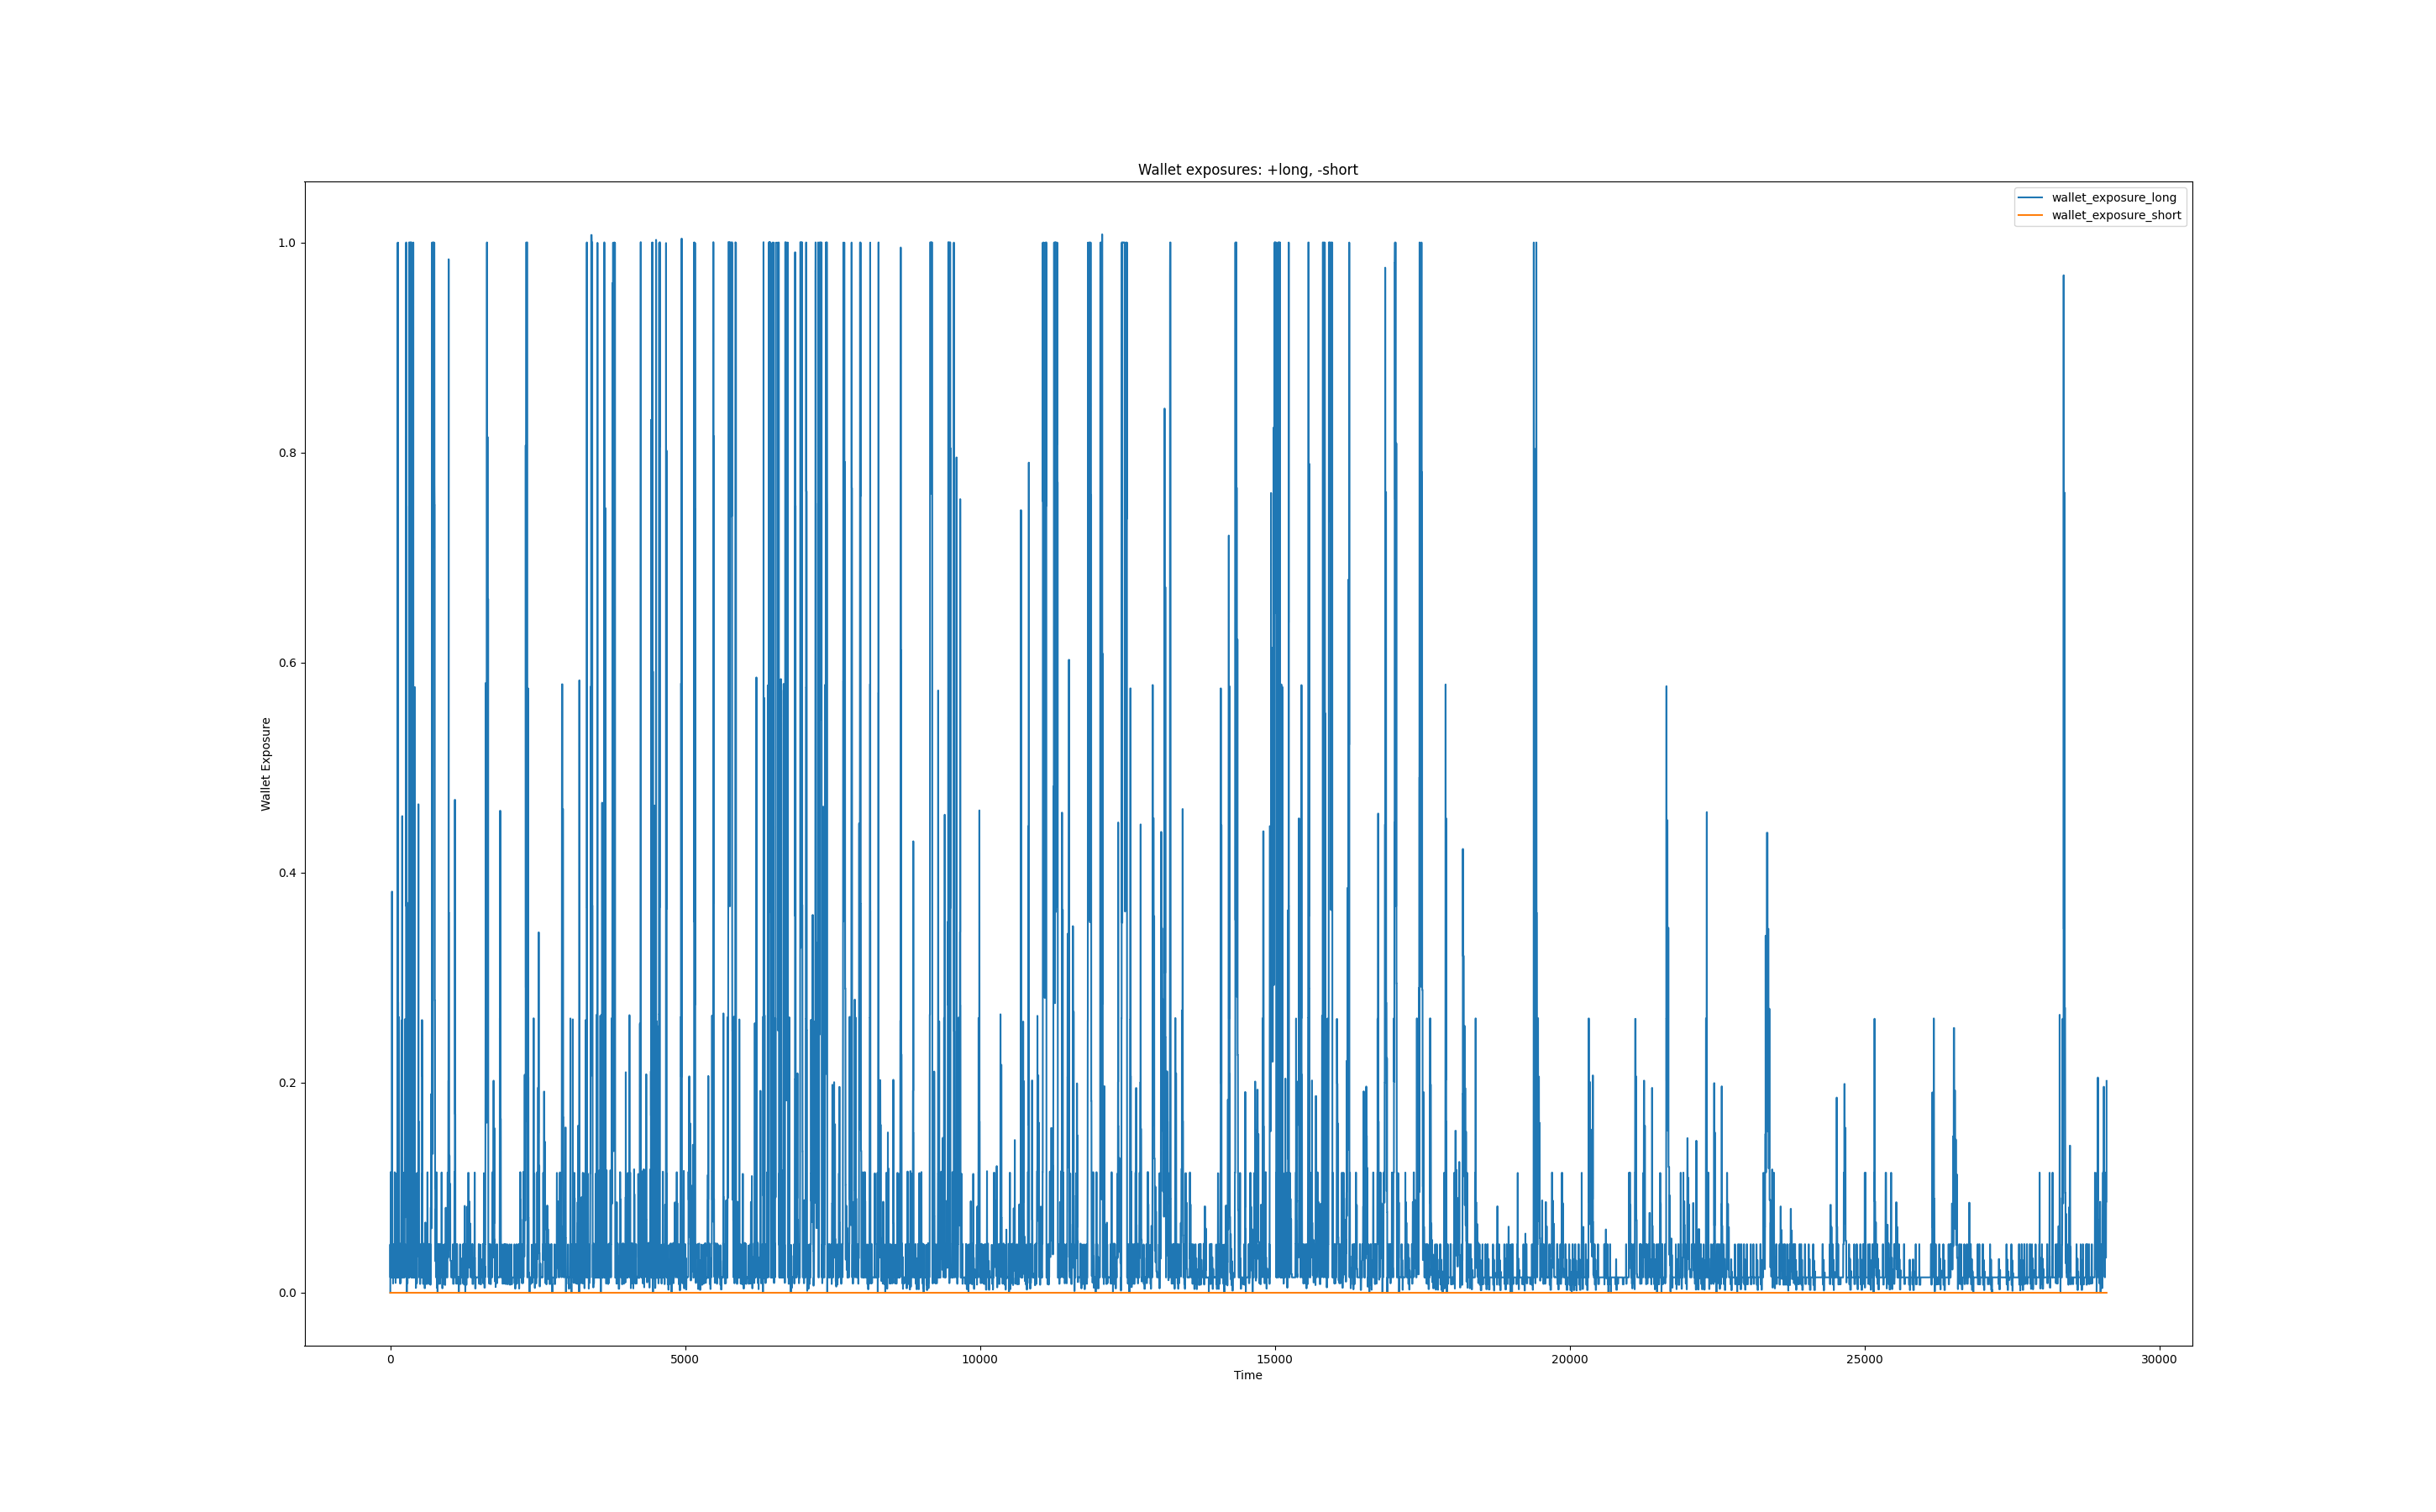 Wallet exposures: +long, -short
wallet_exposure_long
wallet_exposure_short
1.0
0.8
0.6
0.4
0.2
0.0
Wallet Exposure
0
5000
10000
15000
20000
25000
30000
Time